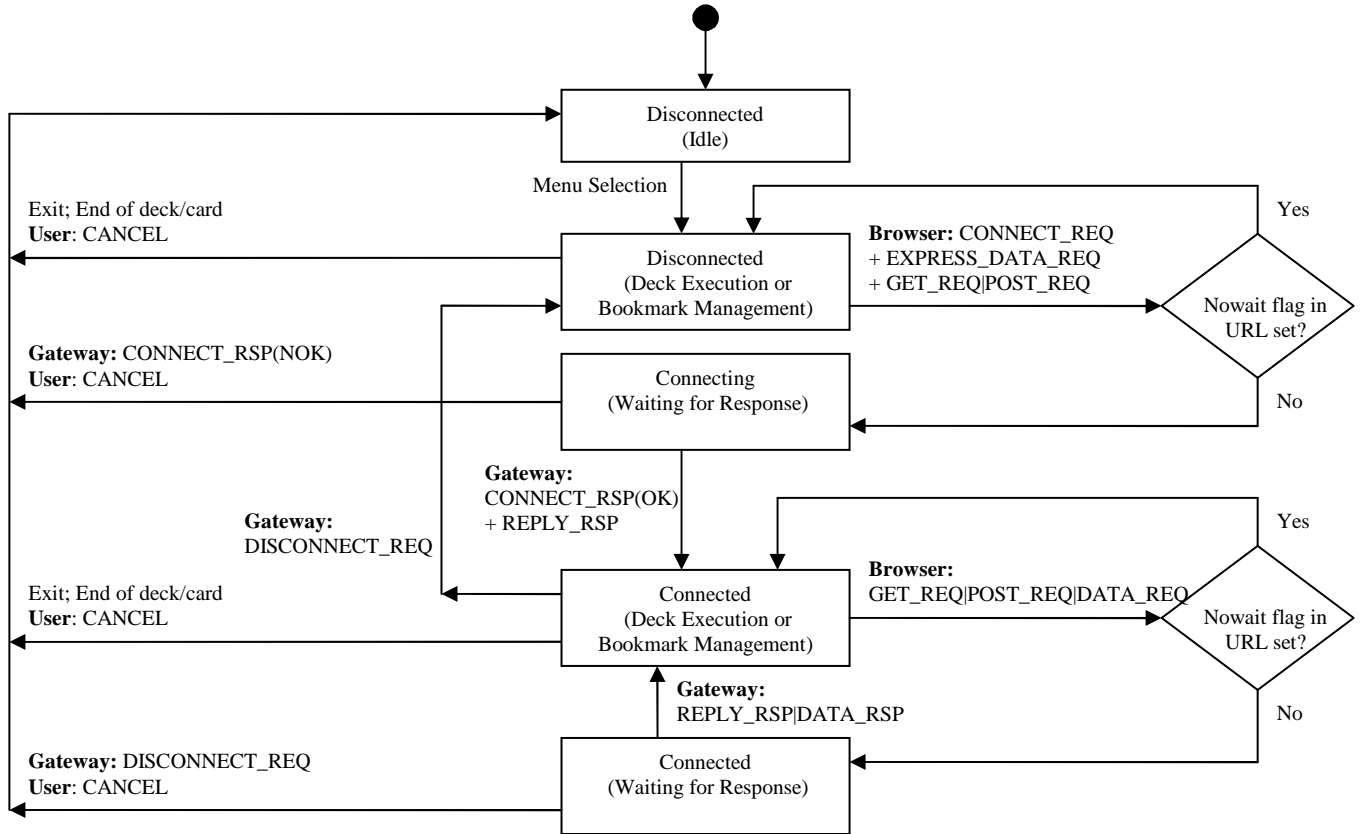 Disconnected
(Idle)
Menu Selection
Exit; End of deck/card
User: CANCEL
Disconnected
(Deck Execution or
Bookmark Management)
Browser: CONNECT_REQ
+ EXPRESS_DATA_REQ
+ GET_REQ|POST_REQ
Yes
Nowait flag in
URL set?
No
Gateway: CONNECT_RSP(NOK)
User: CANCEL
Connecting
(Waiting for Response)
Gateway:
CONNECT_RSP(OK)
+ REPLY_RSP
Gateway:
DISCONNECT_REQ
Exit; End of deck/card
User: CANCEL
Connected
(Deck Execution or
Bookmark Management)
Browser:
GET_REQ|POST_REQ|DATA_REQ
Yes
Nowait flag in
URL set?
No
Gateway:
REPLY_RSP|DATA_RSP
Gateway: DISCONNECT_REQ
User: CANCEL
Connected
(Waiting for Response)